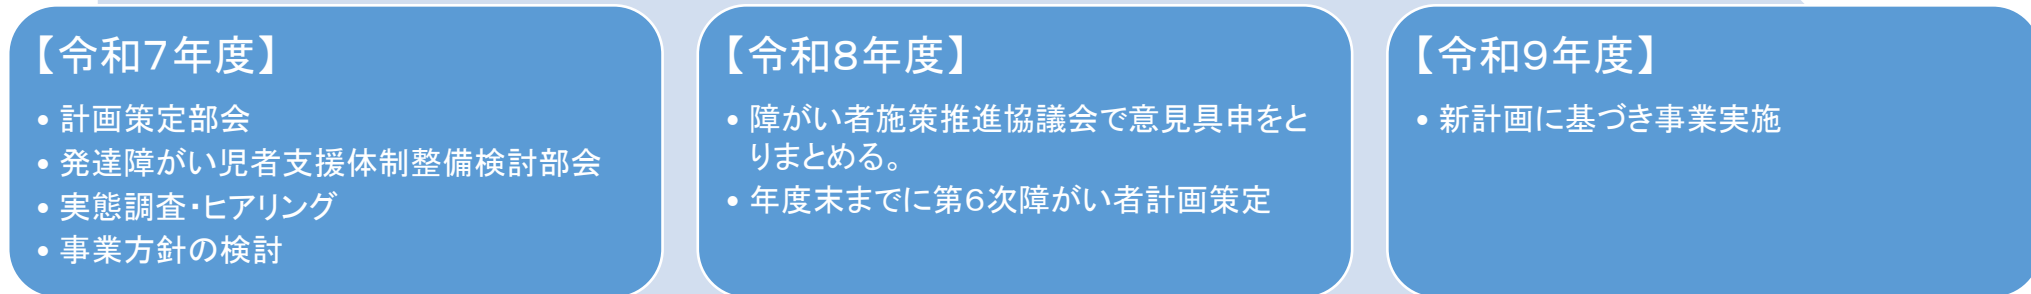 【令和7年度】
• 計画策定部会
• 発達障がい児者支援体制整備検討部会
• 実態調査・ヒアリング
• 事業方針の検討
【令和8年度】
• 障がい者施策推進協議会で意見具申をと
りまとめる。
• 年度末までに第6次障がい者計画策定
【令和9年度】
• 新計画に基づき事業実施